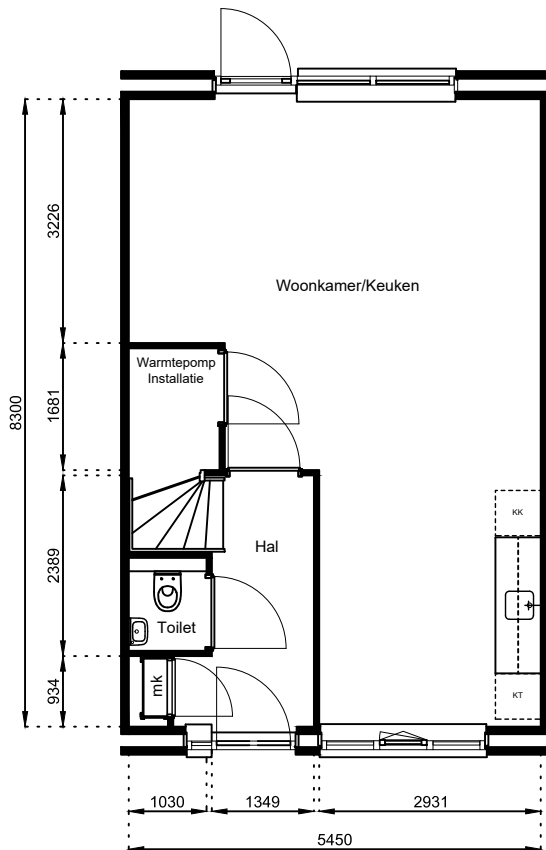 3226
Woonkamer/Keuken
Warmtepomp
Installatie
1681
8300
KK
Hal
2389
Toilet
mk
934
KT
1030
1349
2931
5450